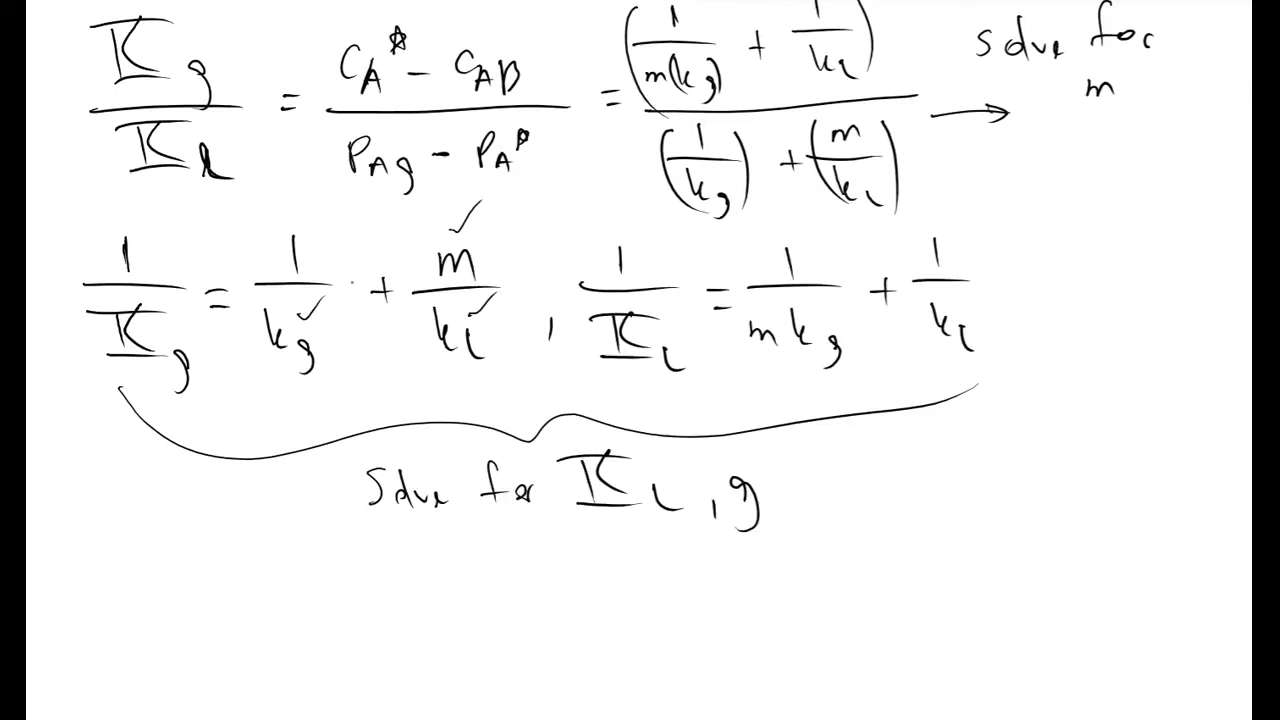 K_g / K_l = (C_A* - C_AB) / (P_Ag - P_A*) = (1/(m(k_g)) + 1/k_l) / ((1/k_g) + (m/k_l)) → solve for m
1/K_g = 1/k_g ✓ + m ✓/k_l ✓ , 1/K_L = 1/(m k_g) + 1/k_l
Solve for K_L, g